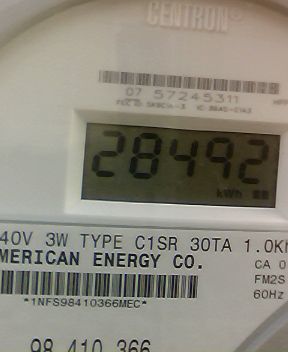 CENTRON®
07 57245311
28492
kWh
40V 3W TYPE C1SR 30TA 1.0K
MERICAN ENERGY CO.
CA 0
FM2S
60Hz
*1NFS98410366MEC*
98 410 366